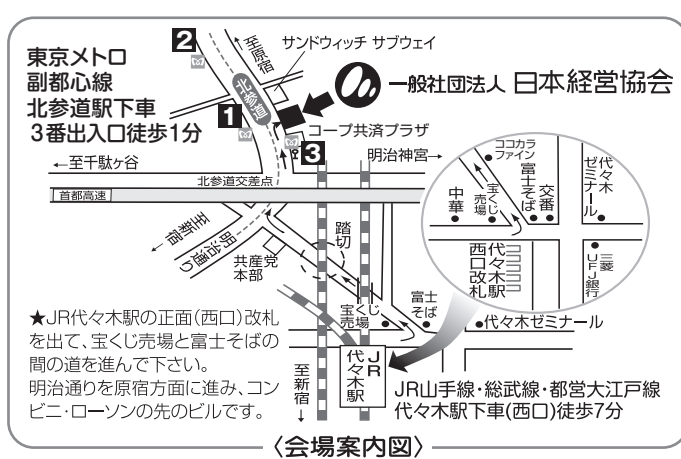 東京メトロ
副都心線
北参道駅下車
3番出入口徒歩1分
2
至原宿
サンドウィッチ サブウェイ
北参道
一般社団法人 日本経営協会
1
コープ共済プラザ
3
←至千駄ヶ谷
明治神宮→
北参道交差点
首都高速
至新宿
明治通り
共産党
本部
踏切
宝くじ
売場
富士
そば
代々木ゼミナール
JR
代々木駅
至新宿
ココカラ
ファイン
中華
宝くじ
売場
富士そば
交番
代々木
ゼミナール
代々木駅
西口改札
三菱
UFJ銀行
★JR代々木駅の正面(西口)改札
を出て、宝くじ売場と富士そばの
間の道を進んで下さい。
明治通りを原宿方面に進み、コン
ビニ・ローソンの先のビルです。
JR山手線・総武線・都営大江戸線
代々木駅下車(西口)徒歩7分
〈会場案内図〉